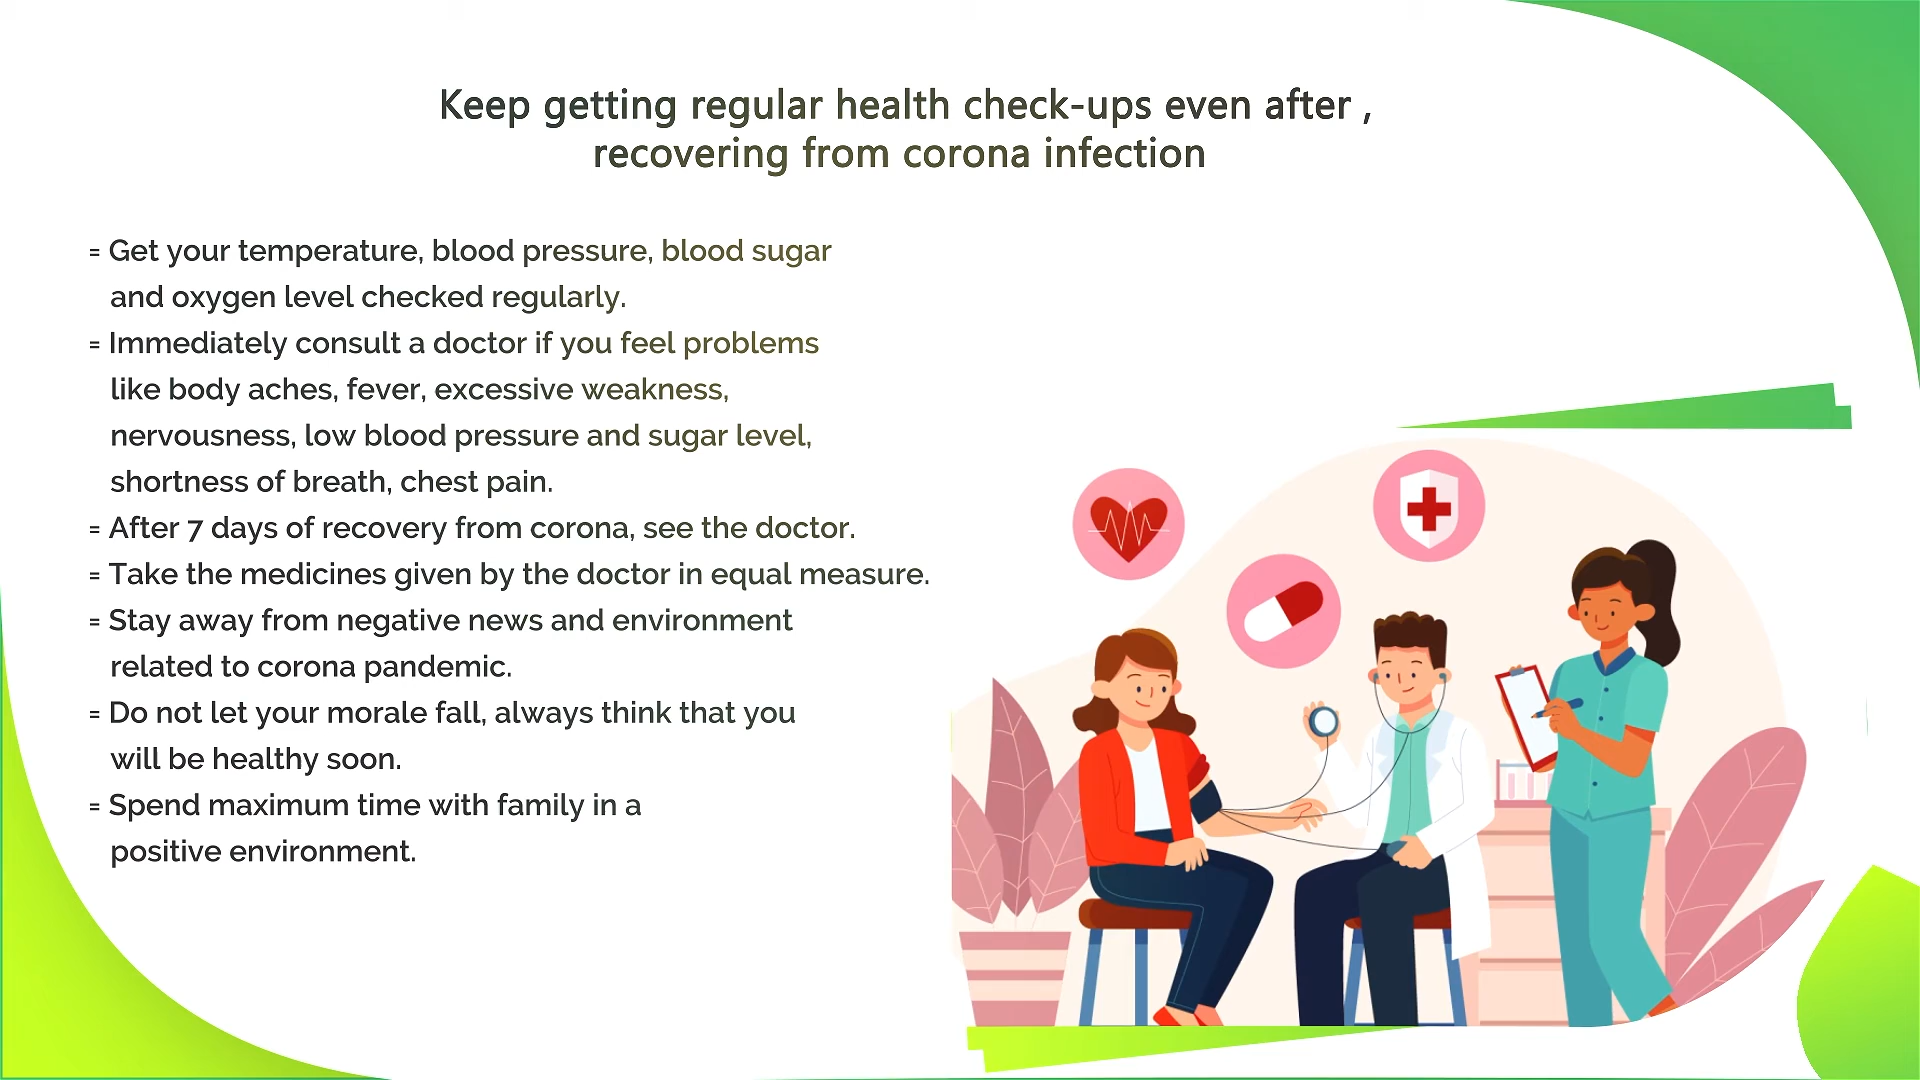 Keep getting regular health check-ups even after ,
recovering from corona infection
= Get your temperature, blood pressure, blood sugar
and oxygen level checked regularly.
= Immediately consult a doctor if you feel problems
like body aches, fever, excessive weakness,
nervousness, low blood pressure and sugar level,
shortness of breath, chest pain.
= After 7 days of recovery from corona, see the doctor.
= Take the medicines given by the doctor in equal measure.
= Stay away from negative news and environment
related to corona pandemic.
= Do not let your morale fall, always think that you
will be healthy soon.
= Spend maximum time with family in a
positive environment.